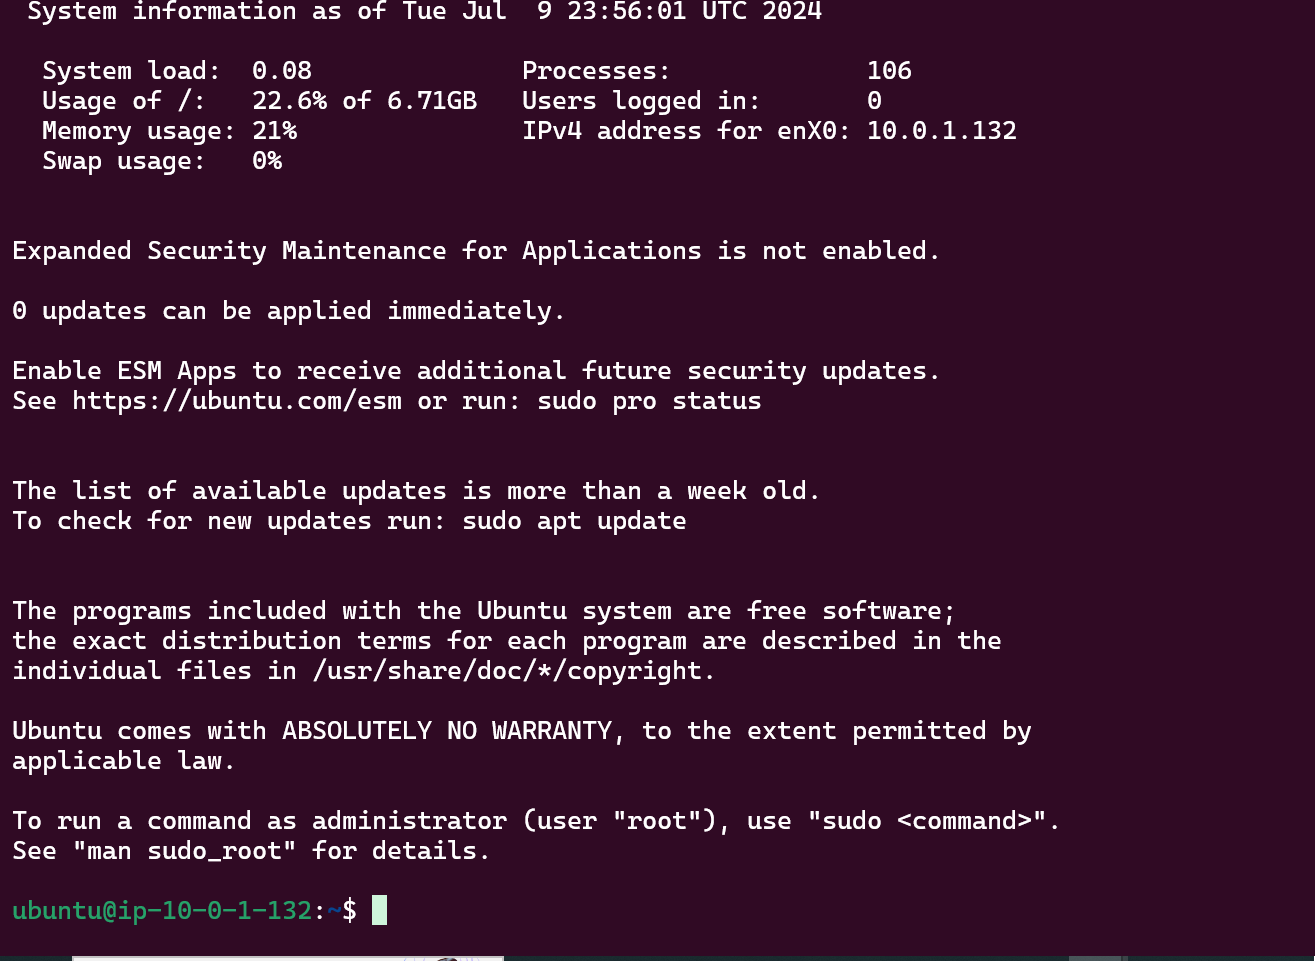 System information as of Tue Jul  9 23:56:01 UTC 2024
System load:  0.08              Processes:             106
Usage of /:   22.6% of 6.71GB   Users logged in:       0
Memory usage: 21%               IPv4 address for enX0: 10.0.1.132
Swap usage:   0%
Expanded Security Maintenance for Applications is not enabled.
0 updates can be applied immediately.
Enable ESM Apps to receive additional future security updates.
See https://ubuntu.com/esm or run: sudo pro status
The list of available updates is more than a week old.
To check for new updates run: sudo apt update
The programs included with the Ubuntu system are free software;
the exact distribution terms for each program are described in the
individual files in /usr/share/doc/*/copyright.
Ubuntu comes with ABSOLUTELY NO WARRANTY, to the extent permitted by
applicable law.
To run a command as administrator (user "root"), use "sudo <command>".
See "man sudo_root" for details.
ubuntu@ip-10-0-1-132:~$